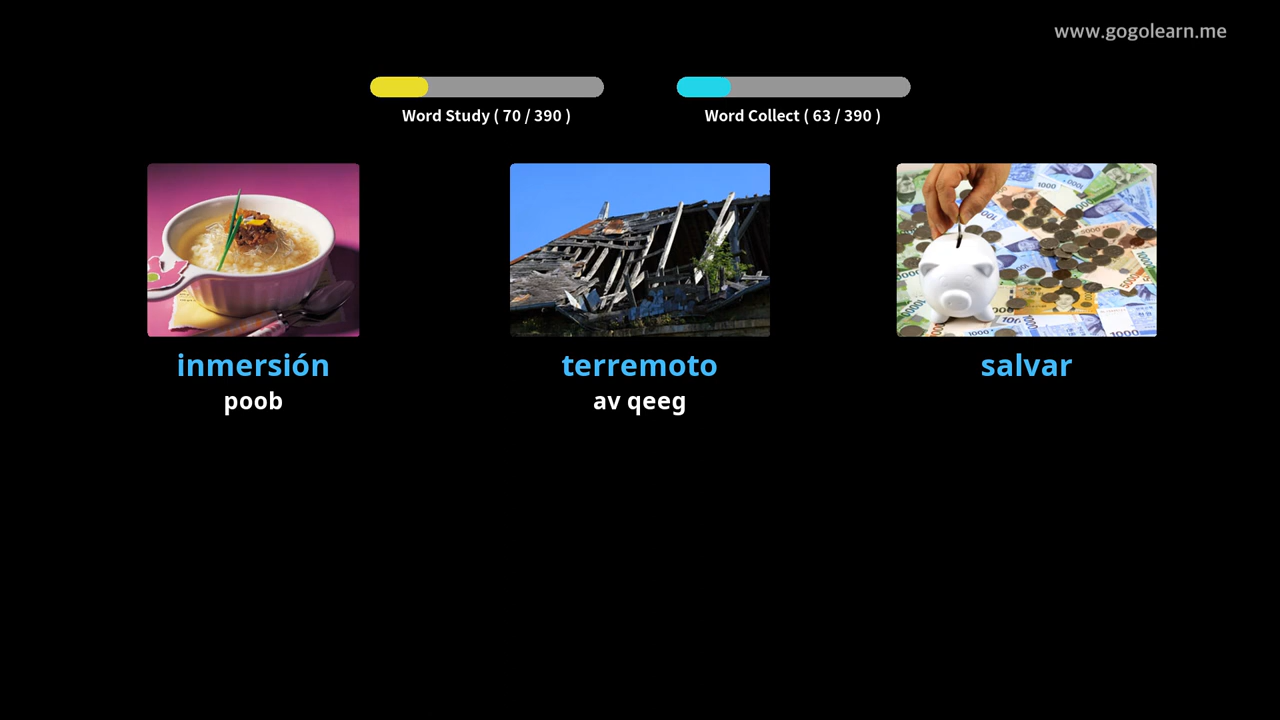 www.gogolearn.me
Word Study ( 70 / 390 )
Word Collect ( 63 / 390 )
inmersión
poob
terremoto
av qeeg
salvar